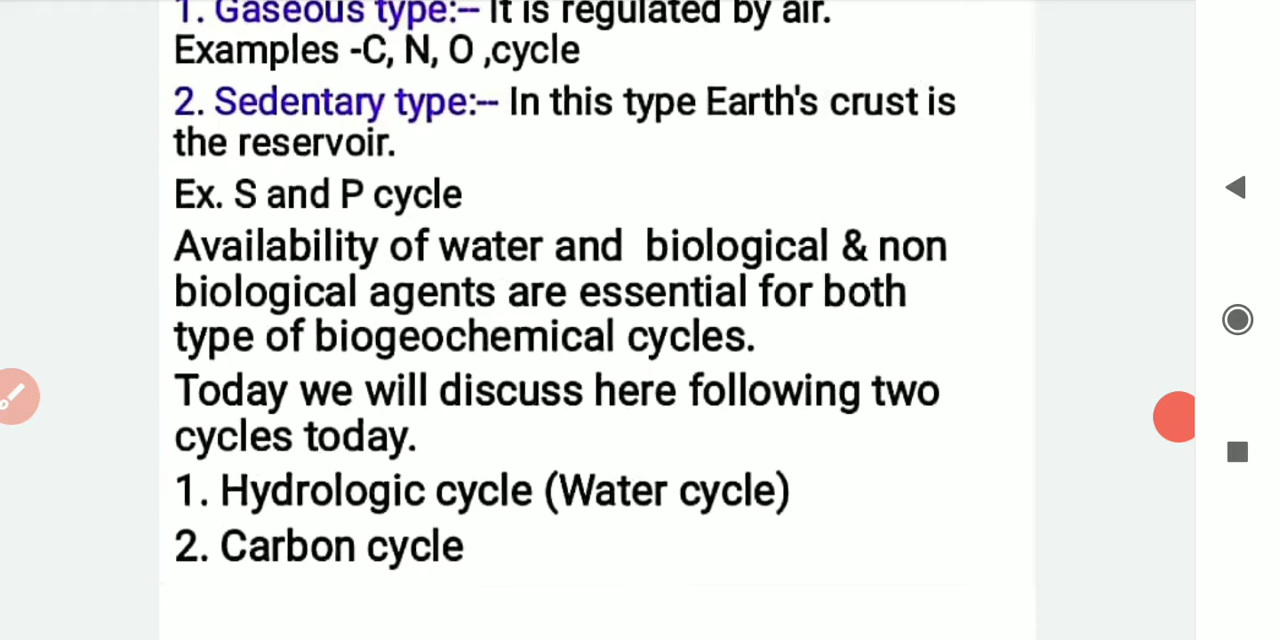 1. Gaseous type:-- It is regulated by air.
Examples -C, N, O ,cycle
2. Sedentary type:-- In this type Earth's crust is
the reservoir.
Ex. S and P cycle
Availability of water and  biological & non
biological agents are essential for both
type of biogeochemical cycles.
Today we will discuss here following two
cycles today.
1. Hydrologic cycle (Water cycle)
2. Carbon cycle